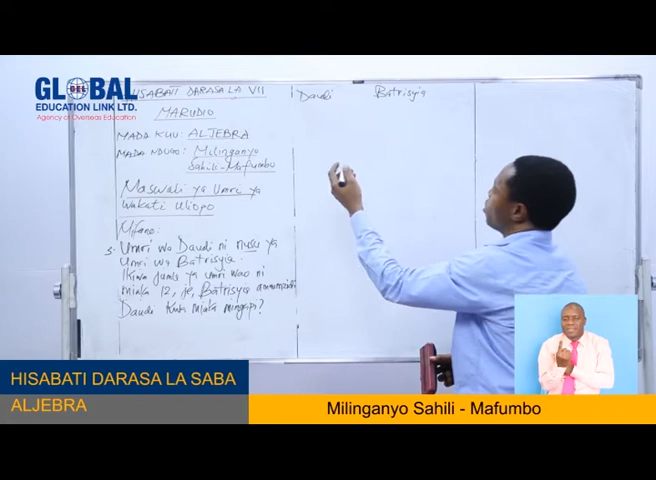 GLOBAL
GEL
EDUCATION LINK LTD.
Agency of Overseas Education
HISABATI DARASA LA VII
MARUDIO
MADA KUU: ALJEBRA
MADA NDOGO: Milinganyo
Sahili - Mafumbo
Maswali ya Umri ya
Wakati Uliopo
Mfano:
3. Umri wa Daudi ni nusu ya
Umri wa Batrisyia.
Ikiwa jumla ya umri wao ni
miaka 12, je, Batrisyia amemzidi
Daudi kwa miaka mingapi?
Daudi
Batrisyia
HISABATI DARASA LA SABA
ALJEBRA
Milinganyo Sahili - Mafumbo